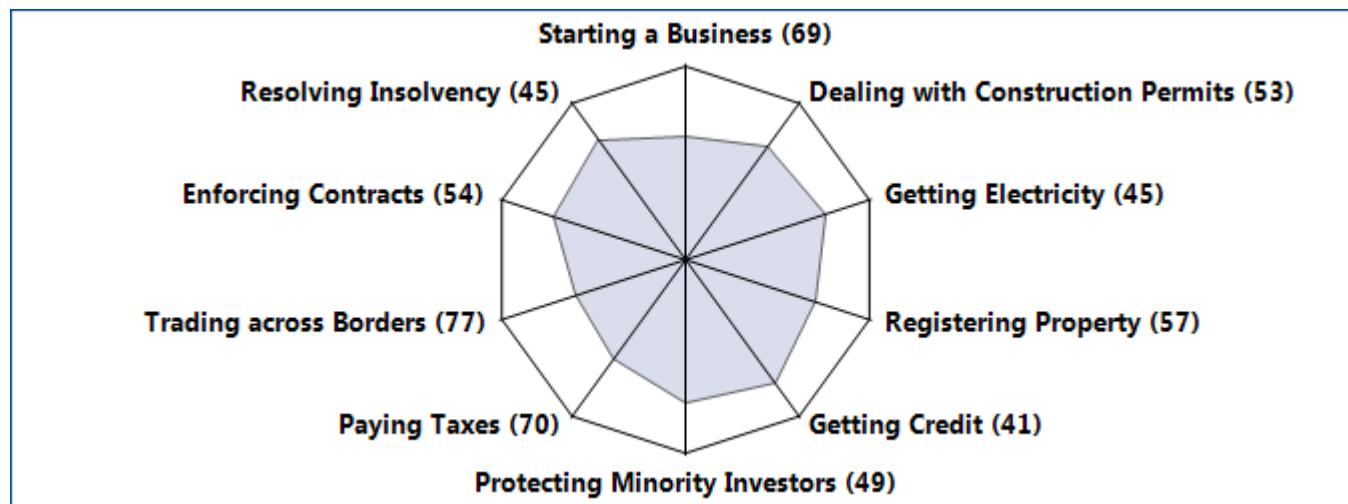 Starting a Business (69)
Resolving Insolvency (45)
Dealing with Construction Permits (53)
Enforcing Contracts (54)
Getting Electricity (45)
Trading across Borders (77)
Registering Property (57)
Paying Taxes (70)
Getting Credit (41)
Protecting Minority Investors (49)